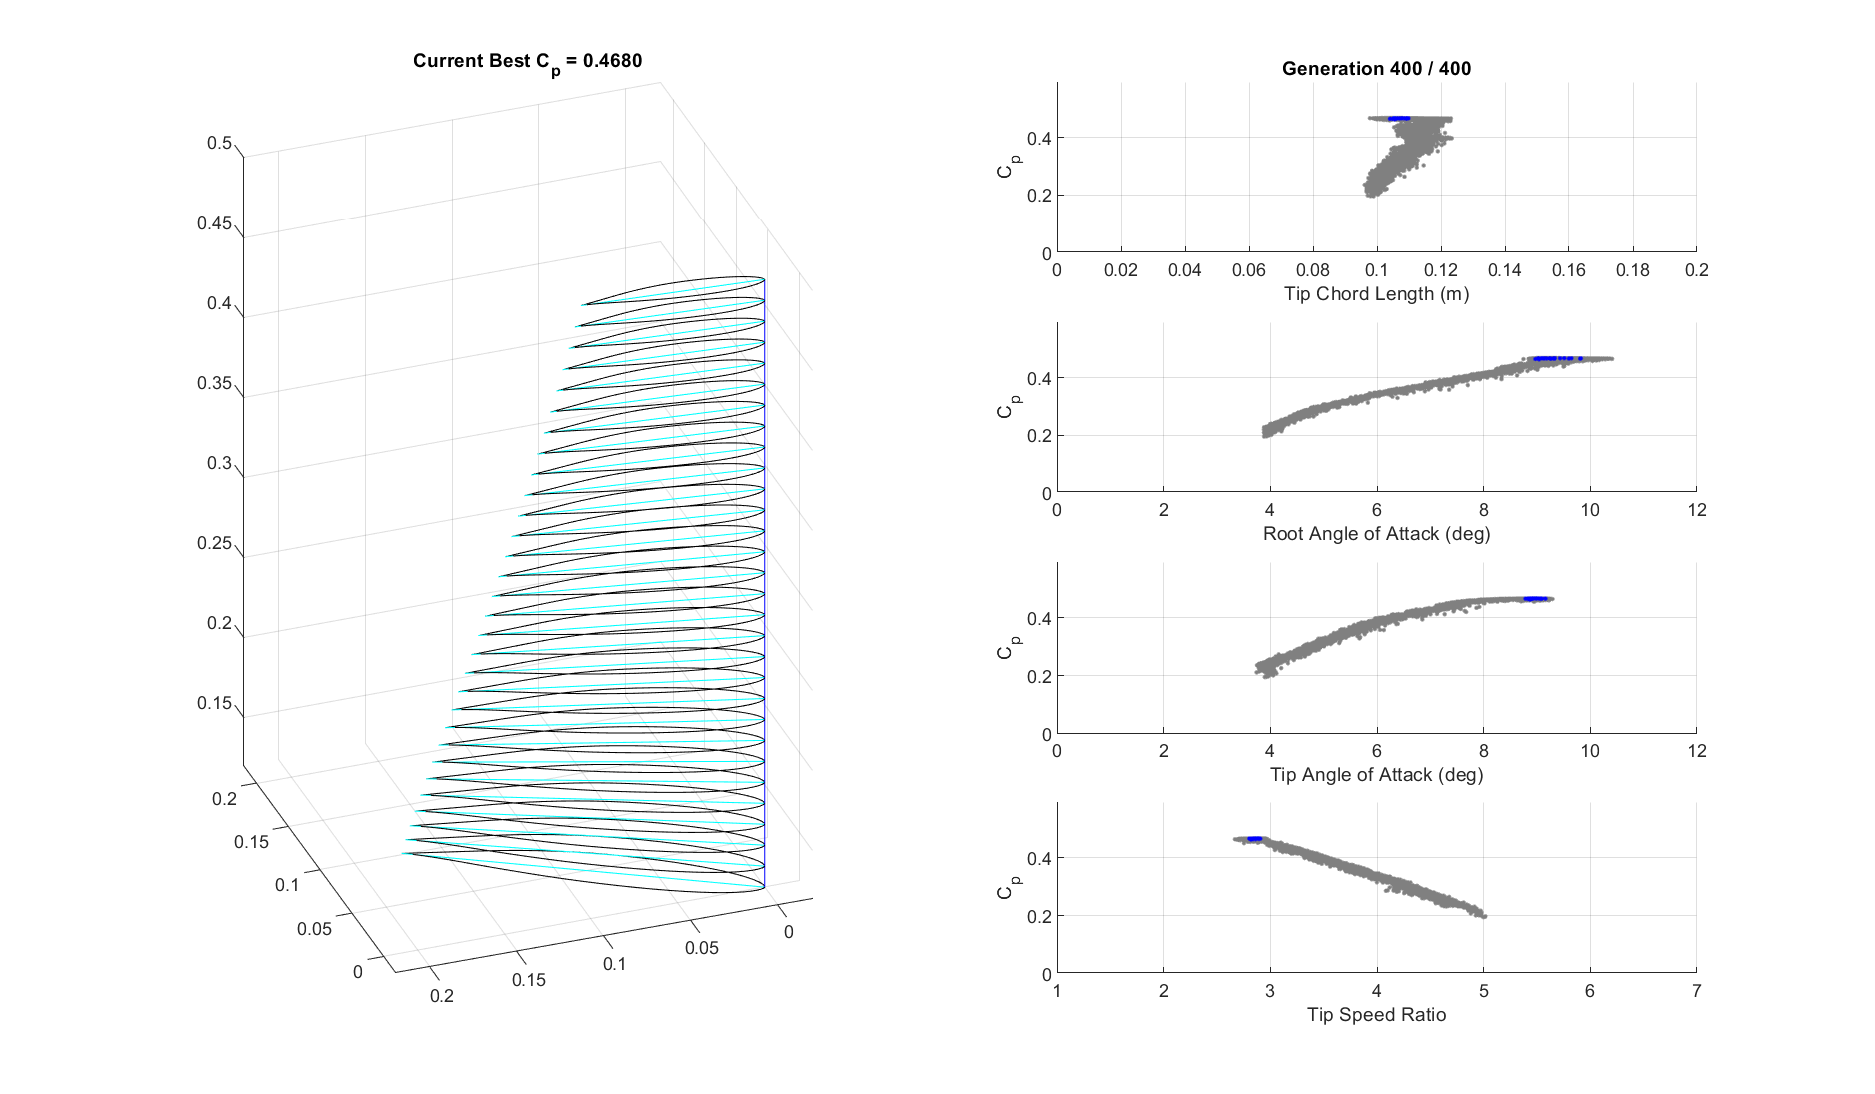 Current Best Cp = 0.4680
0.5
0.45
0.4
0.35
0.3
0.25
0.2
0.15
0.2
0.15
0.1
0.05
0
0.2
0.15
0.1
0.05
0
Generation 400 / 400
Cp
0.4
0.2
0
0 0.02 0.04 0.06 0.08 0.1 0.12 0.14 0.16 0.18 0.2
Tip Chord Length (m)
Cp
0.4
0.2
0
0 2 4 6 8 10 12
Root Angle of Attack (deg)
Cp
0.4
0.2
0
0 2 4 6 8 10 12
Tip Angle of Attack (deg)
Cp
0.4
0.2
0
1 2 3 4 5 6 7
Tip Speed Ratio